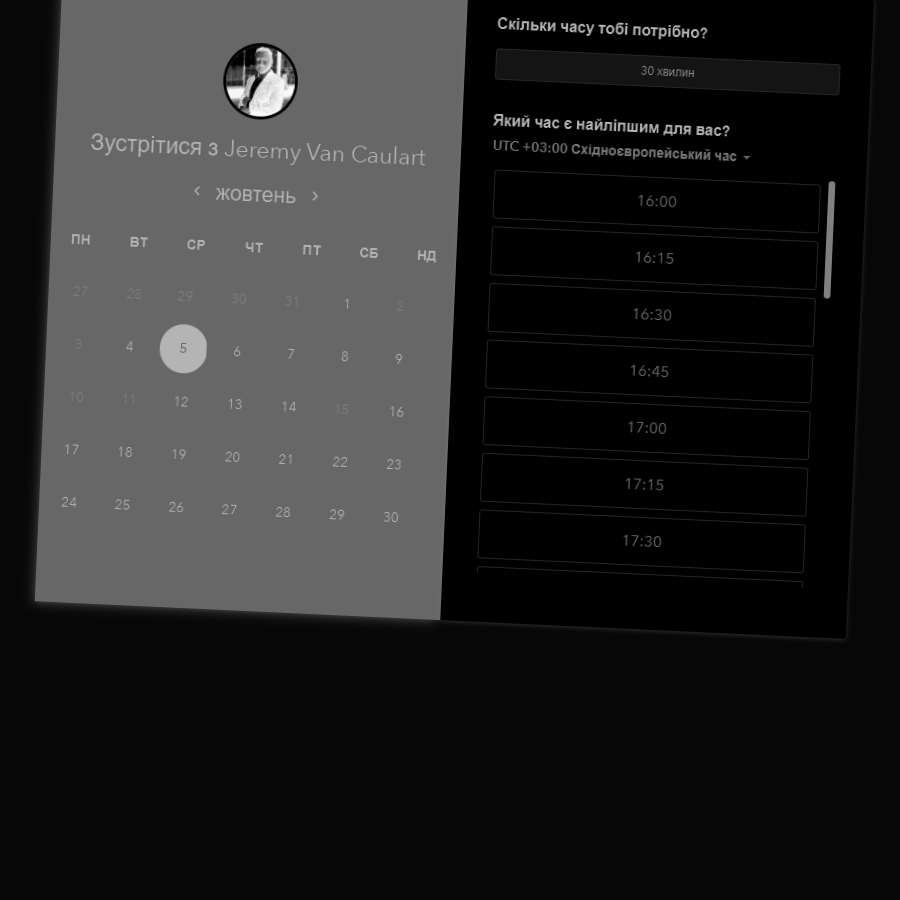 Зустрітися з Jeremy Van Caulart
‹ жовтень ›
ПН ВТ СР ЧТ ПТ СБ НД
27 28 29 30 31 1 2
3 4 5 6 7 8 9
10 11 12 13 14 15 16
17 18 19 20 21 22 23
24 25 26 27 28 29 30
Скільки часу тобі потрібно?
30 хвилин
Який час є найліпшим для вас?
UTC +03:00 Східноєвропейський час
16:00
16:15
16:30
16:45
17:00
17:15
17:30